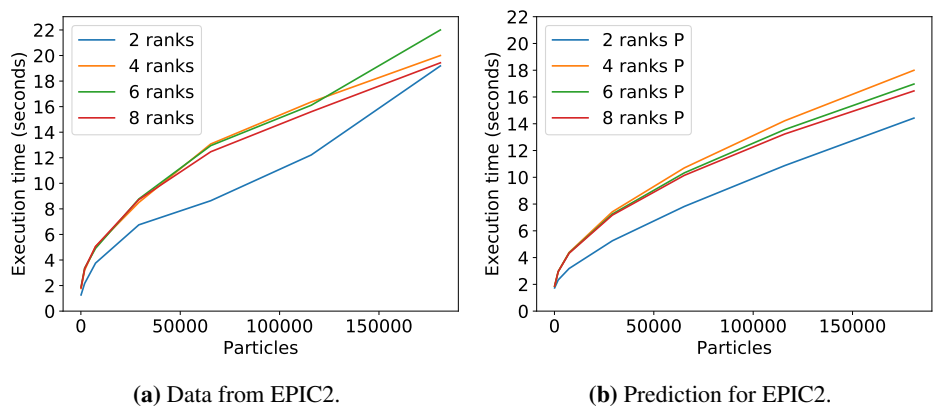 2 ranks
4 ranks
6 ranks
8 ranks
Execution time (seconds)
22
20
18
16
14
12
10
8
6
4
2
0
0 50000 100000 150000
Particles
(a) Data from EPIC2.
2 ranks P
4 ranks P
6 ranks P
8 ranks P
Execution time (seconds)
22
20
18
16
14
12
10
8
6
4
2
0
0 50000 100000 150000
Particles
(b) Prediction for EPIC2.